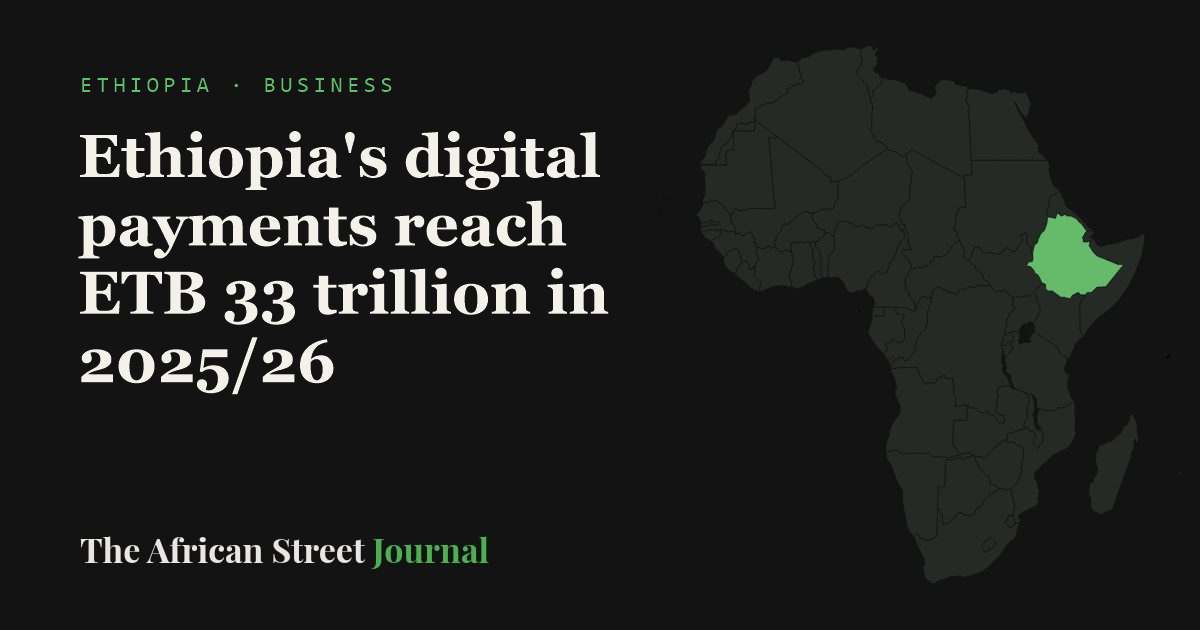 ETHIOPIA · BUSINESS
Ethiopia's digital
payments reach
ETB 33 trillion in
2025/26
The African Street Journal